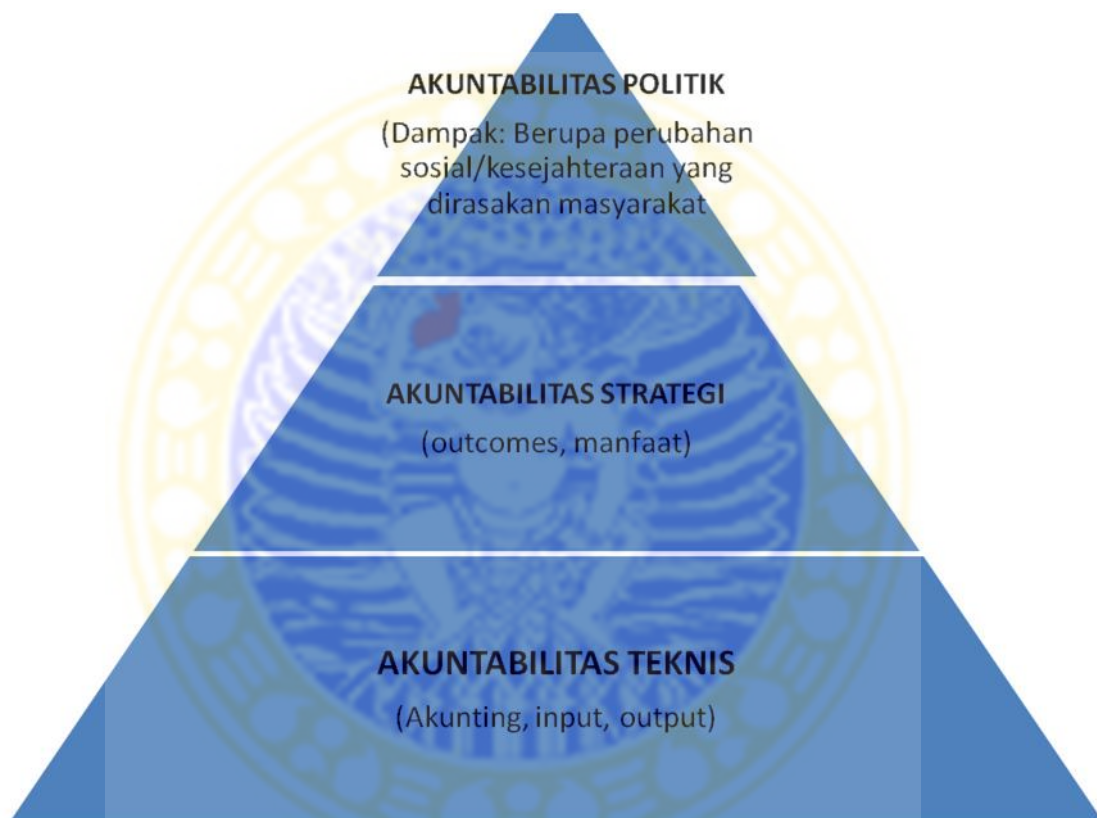 AKUNTABILITAS POLITIK
(Dampak: Berupa perubahan
sosial/kesejahteraan yang
dirasakan masyarakat
AKUNTABILITAS STRATEGI
(outcomes, manfaat)
AKUNTABILITAS TEKNIS
(Akunting, input, output)